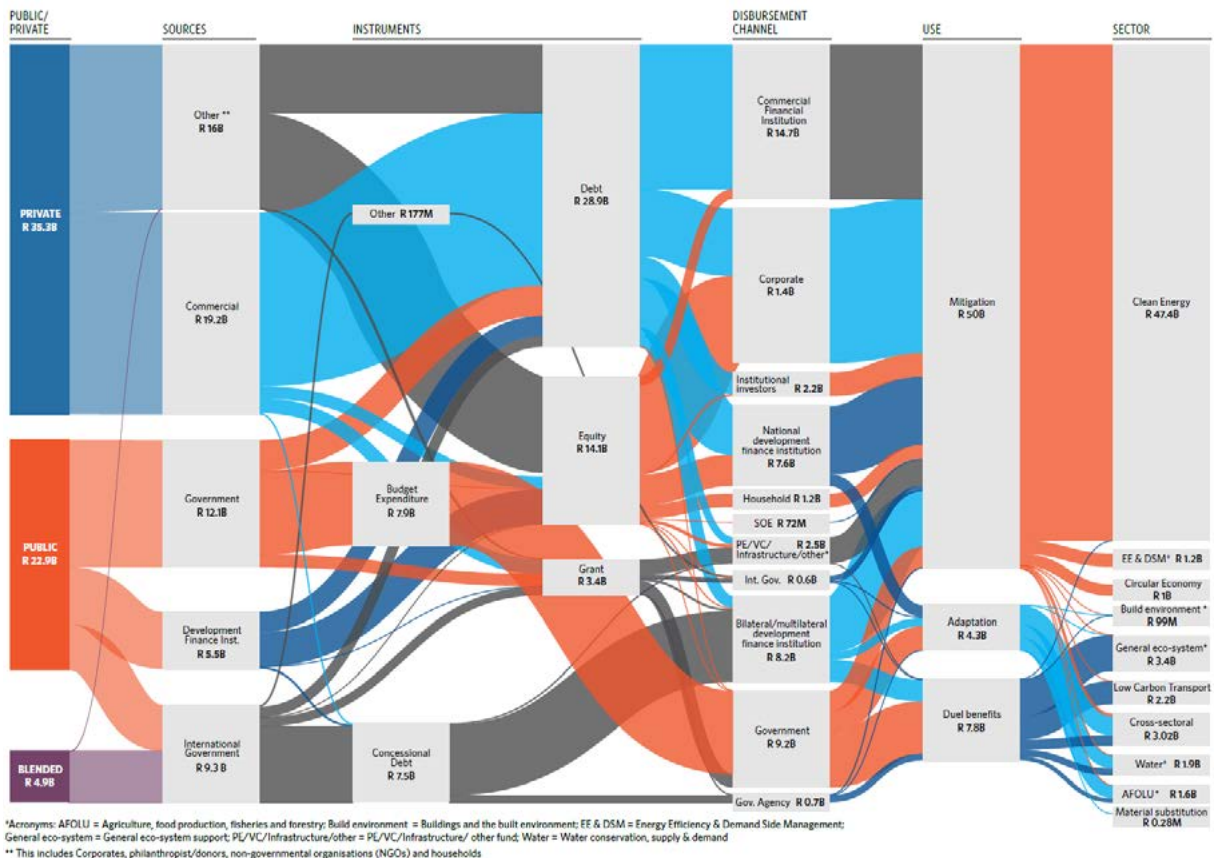 PUBLIC/
PRIVATE
SOURCES
INSTRUMENTS
DISBURSEMENT
CHANNEL
USE
SECTOR
PRIVATE
R 35.3B
PUBLIC
R 22.9B
BLENDED
R 4.9B
Other **
R 16B
Commercial
R 19.2B
Government
R 12.1B
Development
Finance Inst.
R 5.5B
International
Government
R 9.3 B
Other R 177M
Budget
Expenditure
R 7.9B
Concessional
Debt
R 7.5B
Debt
R 28.9B
Equity
R 14.1B
Grant
R 3.4B
Commercial
Financial
Institution
R 14.7B
Corporate
R 1.4B
Institutional
investors R 2.2B
National
development
finance institution
R 7.6B
Household R 1.2B
SOE R 72M
PE/VC/ R 2.5B
Infrastructure/other*
Int. Gov. R 0.6B
Bilateral/multilateral
development
finance institution
R 8.2B
Government
R 9.2B
Gov. Agency R 0.7B
Mitigation
R 50B
Adaptation
R 4.3B
Duel benefits
R 7.8B
Clean Energy
R 47.4B
EE & DSM* R 1.2B
Circular Economy
R 1B
Build environment *
R 99M
General eco-system*
R 3.4B
Low Carbon Transport
R 2.2B
Cross-sectoral
R 3.02B
Water* R 1.9B
AFOLU* R 1.6B
Material substitution
R 0.28M
*Acronyms: AFOLU = Agriculture, food production, fisheries and forestry; Build environment = Buildings and the built environment; EE & DSM = Energy Efficiency & Demand Side Management;
General eco-system = General eco-system support; PE/VC/Infrastructure/other = PE/VC/Infrastructure/ other fund; Water = Water conservation, supply & demand
** This includes Corporates, philanthropist/donors, non-governmental organisations (NGOs) and households